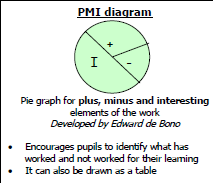 PMI diagram
+
I
-
Pie graph for plus, minus and interesting
elements of the work
Developed by Edward de Bono
• Encourages pupils to identify what has
worked and not worked for their learning
• It can also be drawn as a table